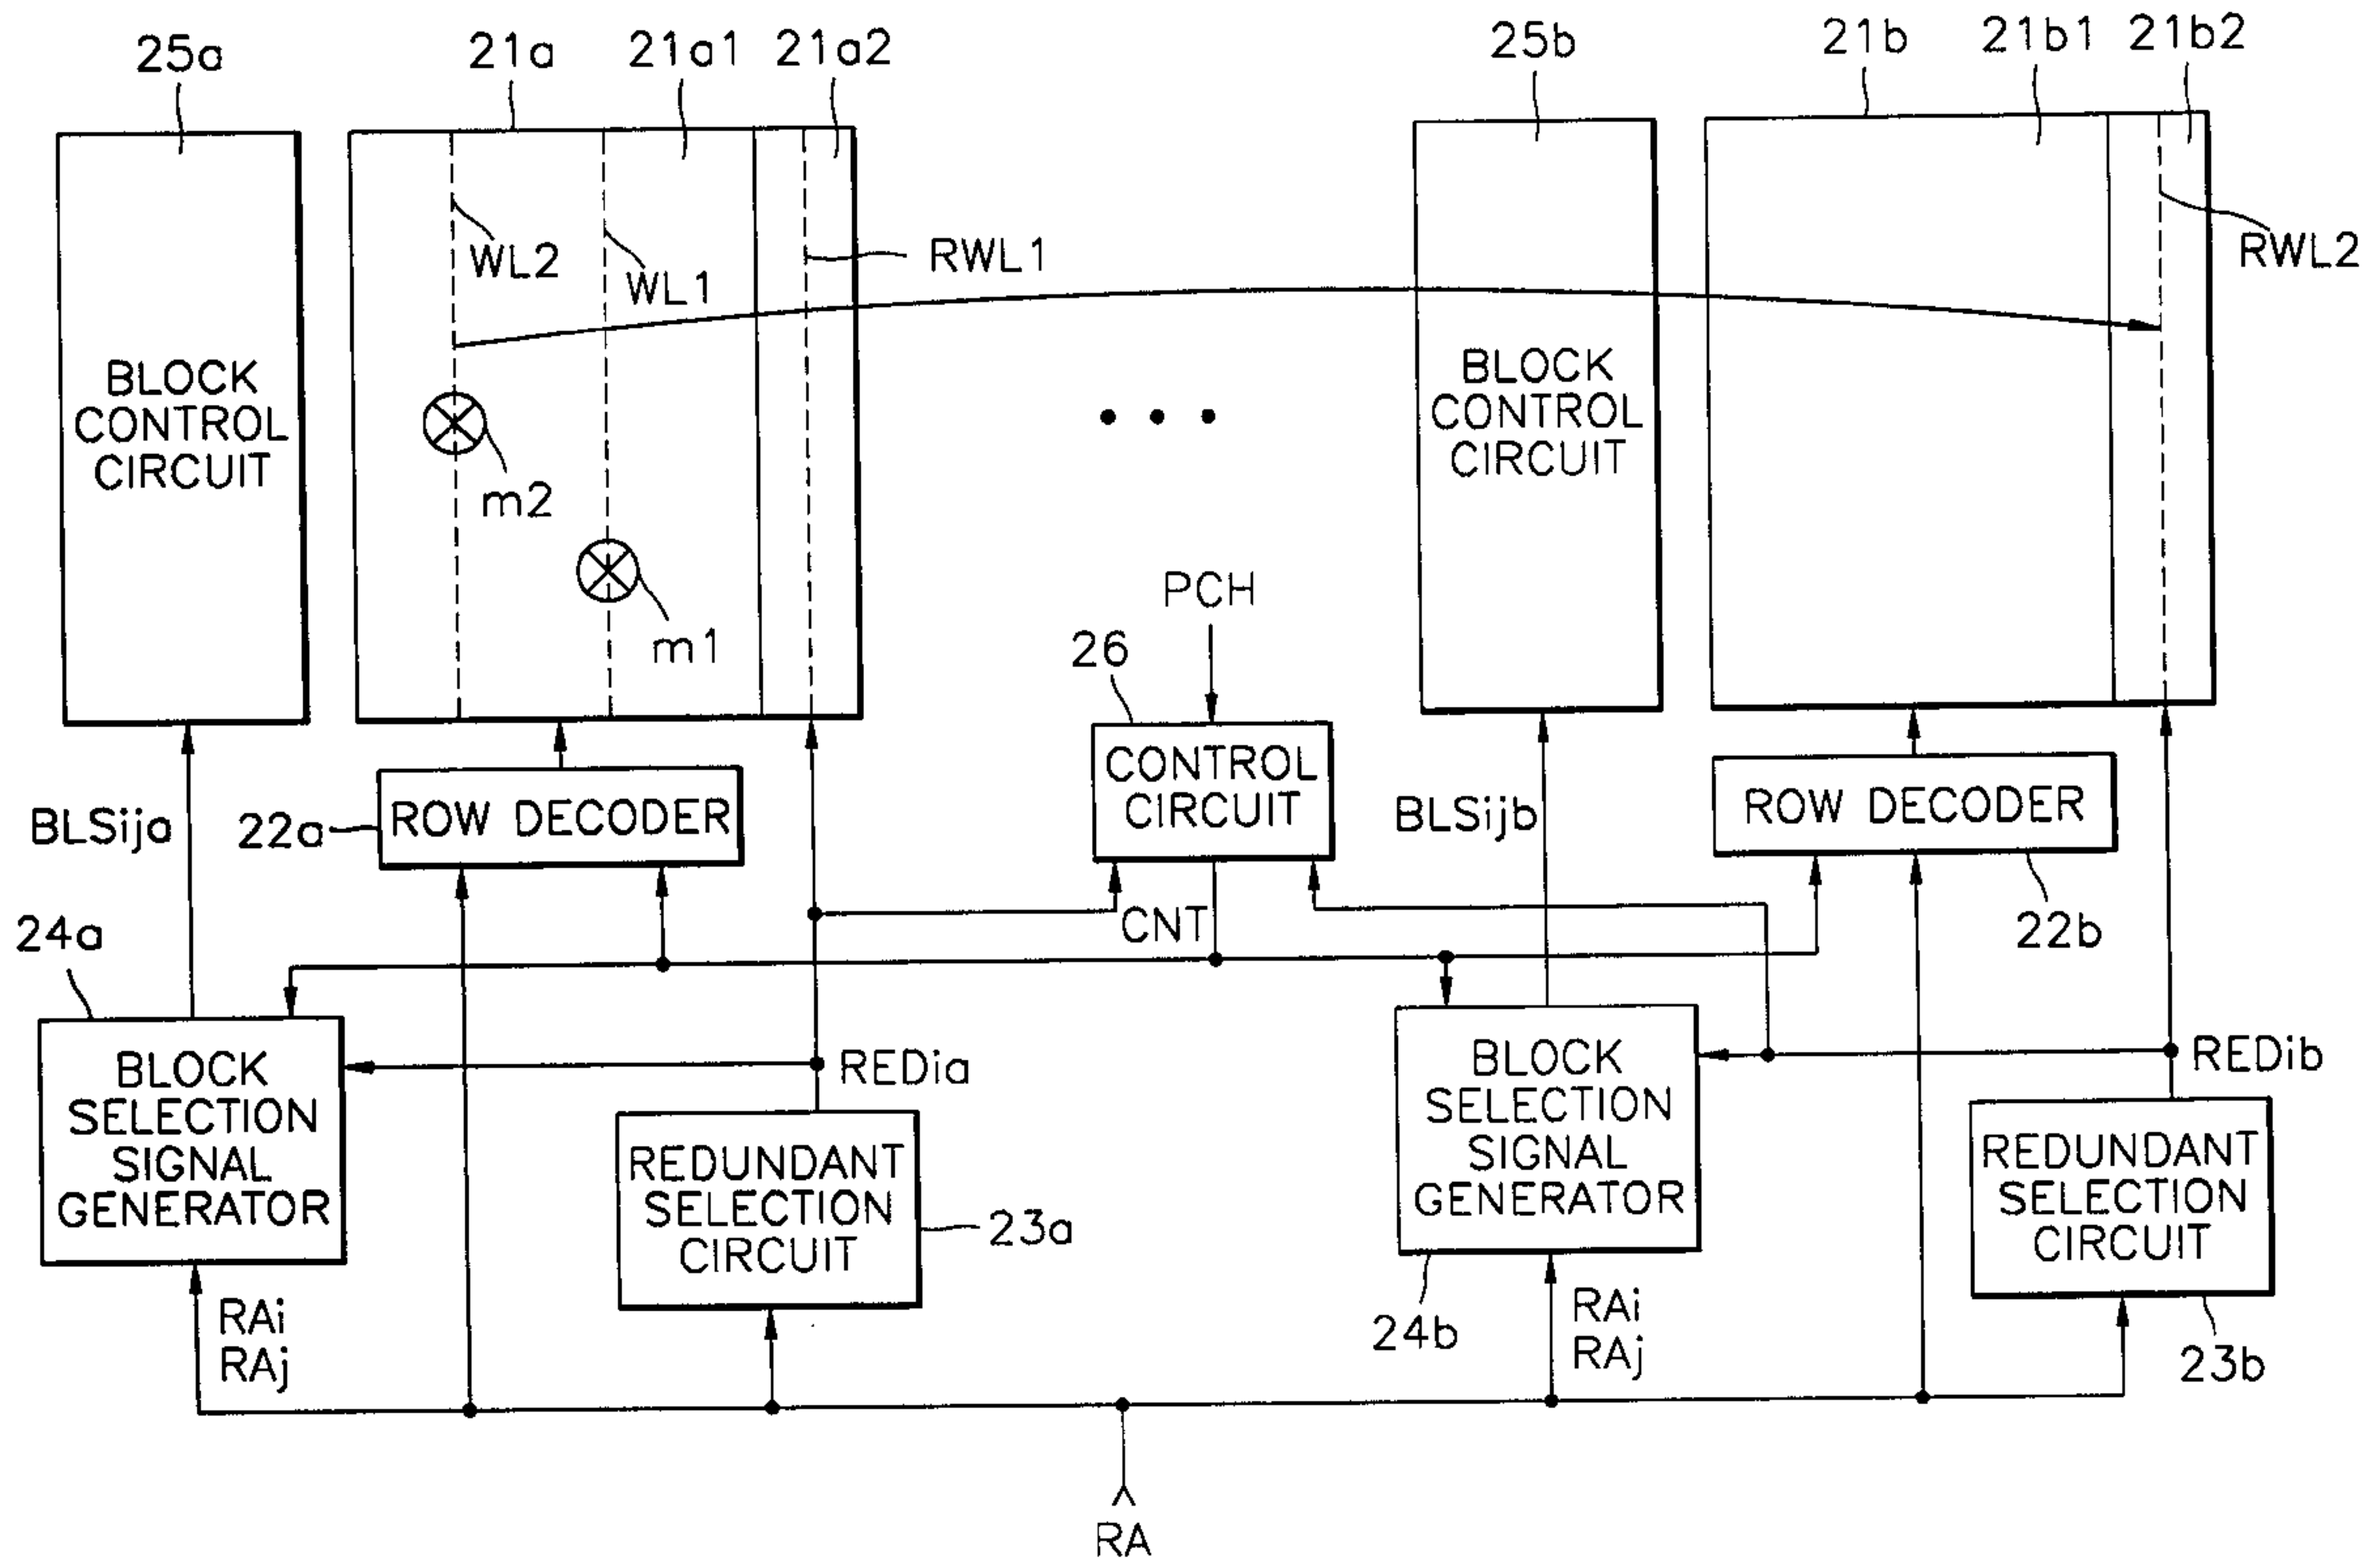 25a
21a
21a1
21a2
25b
21b
21b1
21b2
WL2
WL1
RWL1
RWL2
BLOCK
CONTROL
CIRCUIT
BLOCK
CONTROL
CIRCUIT
m2
m1
PCH
26
CONTROL
CIRCUIT
BLSija
22a
ROW DECODER
BLSijb
ROW DECODER
22b
CNT
24a
BLOCK
SELECTION
SIGNAL
GENERATOR
REDia
REDUNDANT
SELECTION
CIRCUIT
23a
BLOCK
SELECTION
SIGNAL
GENERATOR
REDib
REDUNDANT
SELECTION
CIRCUIT
RAi
RAj
24b
RAi
RAj
23b
RA